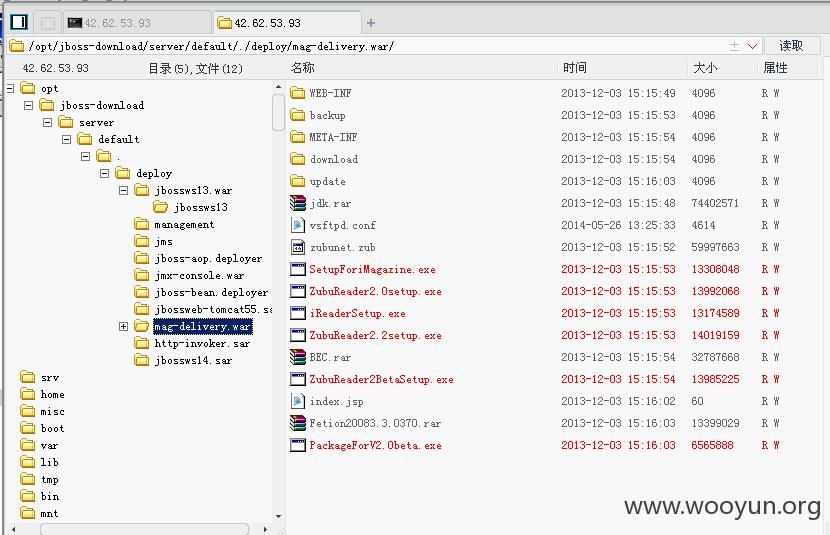 42.62.53.93 42.62.53.93
/opt/jboss-download/server/default/./deploy/mag-delivery.war/ 读取
42.62.53.93 目录(5),文件(12) 名称 时间 大小 属性
opt
jboss-download
server
default
.
deploy
jbossws13.war
jbossws13
management
jms
jboss-aop.deployer
jmx-console.war
jboss-bean.deployer
jbossweb-tomcat55.sa
mag-delivery.war
http-invoker.sar
jbossws14.sar
srv
home
misc
boot
var
lib
tmp
bin
mnt
WEB-INF 2013-12-03 15:15:49 4096 R W
backup 2013-12-03 15:15:53 4096 R W
META-INF 2013-12-03 15:15:54 4096 R W
download 2013-12-03 15:15:54 4096 R W
update 2013-12-03 15:16:03 4096 R W
jdk.rar 2013-12-03 15:15:48 74402571 R W
vsftpd.conf 2014-05-26 13:25:33 4614 R W
zubunet.zub 2013-12-03 15:15:52 59997663 R W
SetupForiMagazine.exe 2013-12-03 15:15:53 13308048 R W
ZubuReader2.0setup.exe 2013-12-03 15:15:53 13992068 R W
iReaderSetup.exe 2013-12-03 15:15:53 13174589 R W
ZubuReader2.2setup.exe 2013-12-03 15:15:54 14019159 R W
BEC.rar 2013-12-03 15:15:54 32787668 R W
ZubuReader2BetaSetup.exe 2013-12-03 15:15:54 13985225 R W
index.jsp 2013-12-03 15:16:02 60 R W
Fetion20083.3.0370.rar 2013-12-03 15:16:03 13399029 R W
PackageForV2.0beta.exe 2013-12-03 15:16:03 6565888 R W
www.wooyun.org